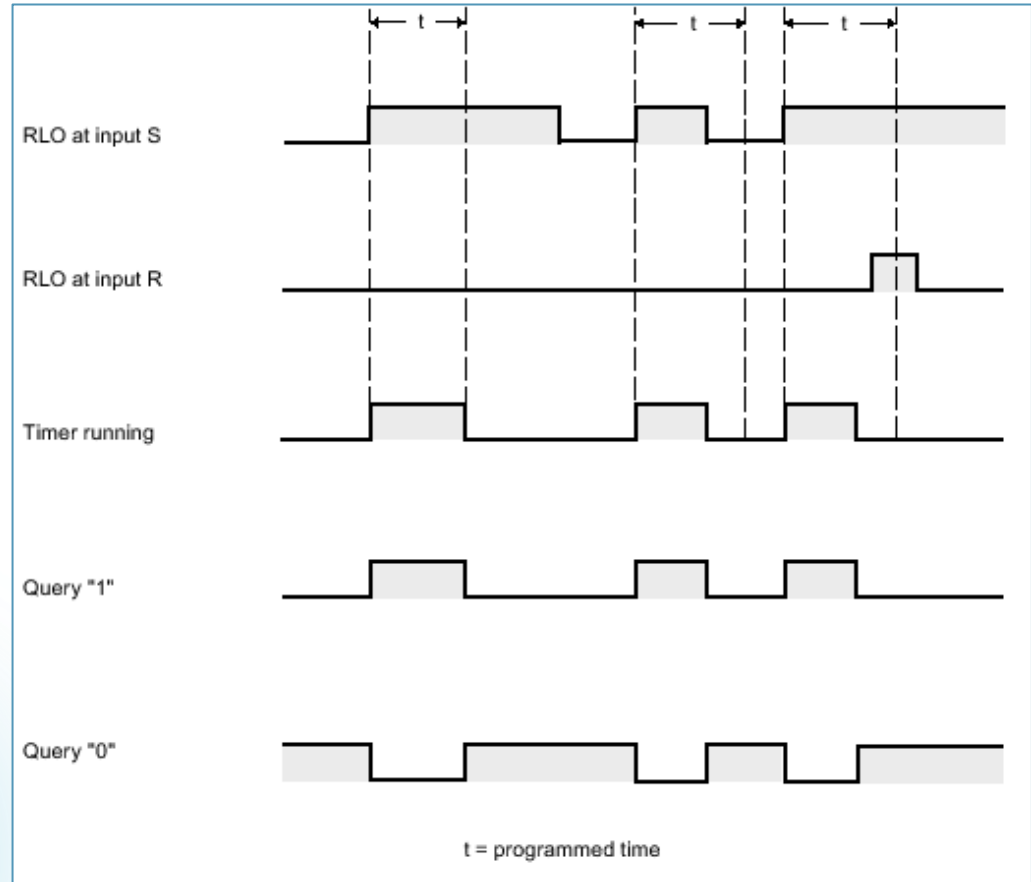 t t t
RLO at input S
RLO at input R
Timer running
Query "1"
Query "0"
t = programmed time